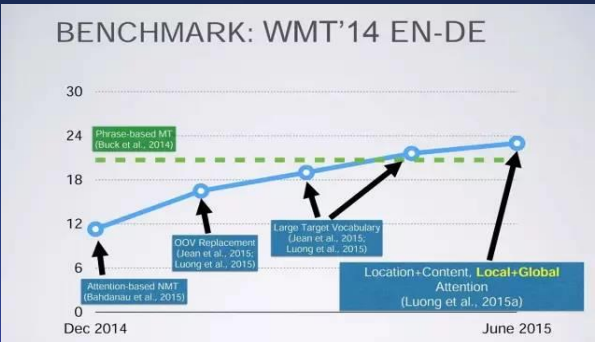 BENCHMARK: WMT'14 EN-DE
30
24
18
12
6
0
Phrase-based MT
(Buck et al., 2014)
Attention-based NMT
(Bahdanau et al., 2015)
OOV Replacement
(Jean et al., 2015;
Luong et al., 2015)
Large Target Vocabulary
(Jean et al., 2015;
Luong et al., 2015)
Location+Content, Local+Global
Attention
(Luong et al., 2015a)
Dec 2014
June 2015